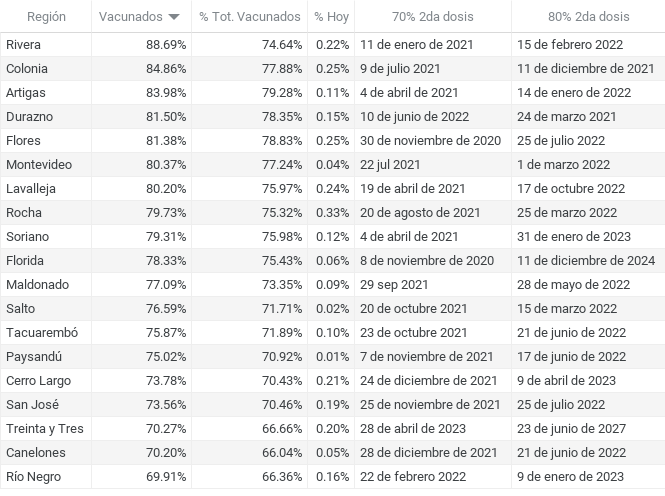 Región Vacunados % Tot. Vacunados % Hoy 70% 2da dosis 80% 2da dosis
Rivera 88.69% 74.64% 0.22% 11 de enero de 2021 15 de febrero 2022
Colonia 84.86% 77.88% 0.25% 9 de julio 2021 11 de diciembre de 2021
Artigas 83.98% 79.28% 0.11% 4 de abril de 2021 14 de enero de 2022
Durazno 81.50% 78.35% 0.15% 10 de junio de 2022 24 de marzo 2021
Flores 81.38% 78.83% 0.25% 30 de noviembre de 2020 25 de julio 2022
Montevideo 80.37% 77.24% 0.04% 22 jul 2021 1 de marzo 2022
Lavalleja 80.20% 75.97% 0.24% 19 de abril de 2021 17 de octubre 2022
Rocha 79.73% 75.32% 0.33% 20 de agosto de 2021 25 de marzo 2022
Soriano 79.31% 75.98% 0.12% 4 de abril de 2021 31 de enero de 2023
Florida 78.33% 75.43% 0.06% 8 de noviembre de 2020 11 de diciembre de 2024
Maldonado 77.09% 73.35% 0.09% 29 sep 2021 28 de mayo de 2022
Salto 76.59% 71.71% 0.02% 20 de octubre 2021 15 de marzo 2022
Tacuarembó 75.87% 71.89% 0.10% 23 de octubre 2021 21 de junio de 2022
Paysandú 75.02% 70.92% 0.01% 7 de noviembre de 2021 17 de junio de 2022
Cerro Largo 73.78% 70.43% 0.21% 24 de diciembre de 2021 9 de abril de 2023
San José 73.56% 70.46% 0.19% 25 de noviembre de 2021 25 de julio 2022
Treinta y Tres 70.27% 66.66% 0.20% 28 de abril de 2023 23 de junio de 2027
Canelones 70.20% 66.04% 0.05% 28 de diciembre de 2021 21 de junio de 2022
Río Negro 69.91% 66.36% 0.16% 22 de febrero 2022 9 de enero de 2023